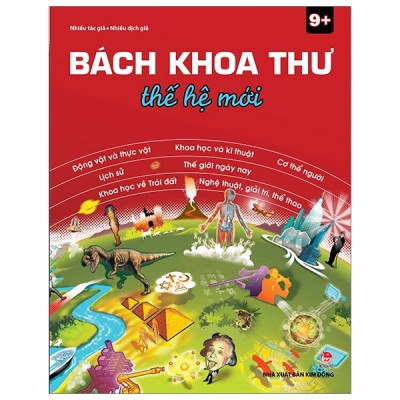 Nhiều tác giả • Nhiều dịch giả
9+
BÁCH KHOA THƯ
thế hệ mới
Động vật và thực vật
Khoa học và kĩ thuật
Cơ thể người
Lịch sử
Thế giới ngày nay
Khoa học về Trái đất
Nghệ thuật, giải trí, thể thao
NHÀ XUẤT BẢN KIM ĐỒNG